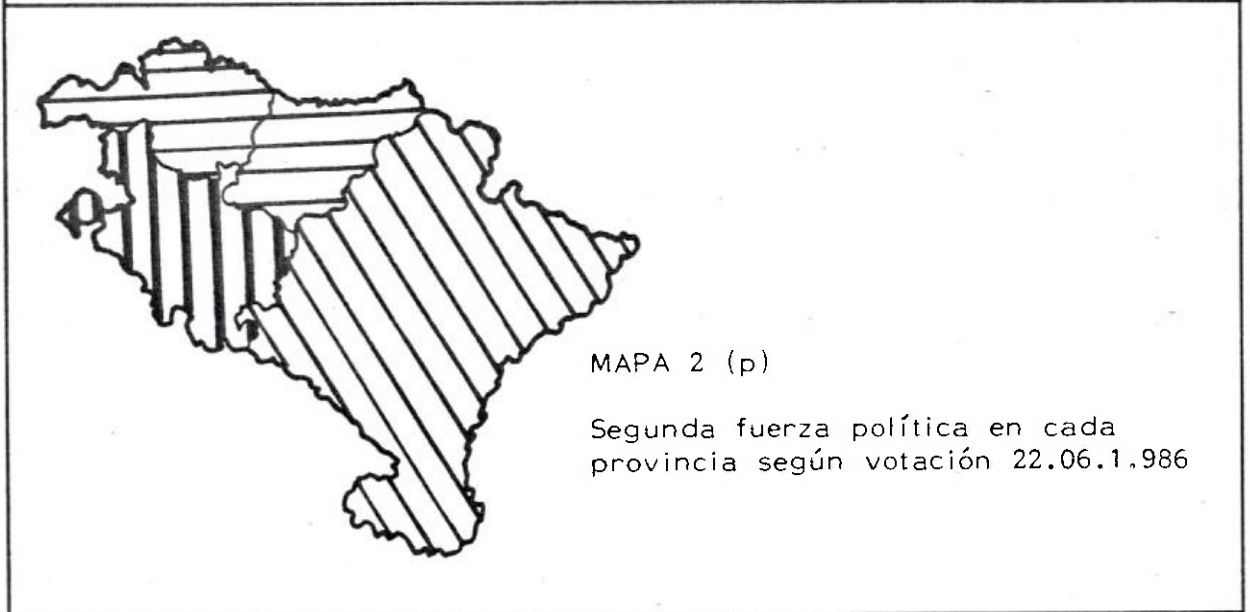 MAPA 2 (p)
Segunda fuerza política en cada
provincia según votación 22.06.1.986